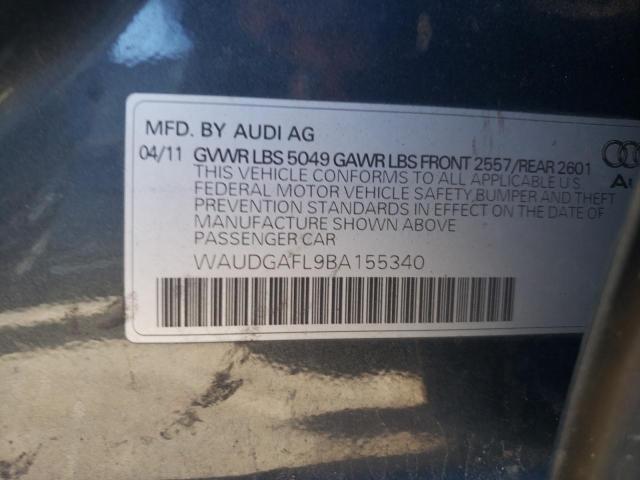 MFD. BY AUDI AG
04/11 GVWR LBS 5049 GAWR LBS FRONT 2557/REAR 2601
THIS VEHICLE CONFORMS TO ALL APPLICABLE U.S.
FEDERAL MOTOR VEHICLE SAFETY,BUMPER AND THEFT
PREVENTION STANDARDS IN EFFECT ON THE DATE OF
MANUFACTURE SHOWN ABOVE
PASSENGER CAR
WAUDGAFL9BA155340